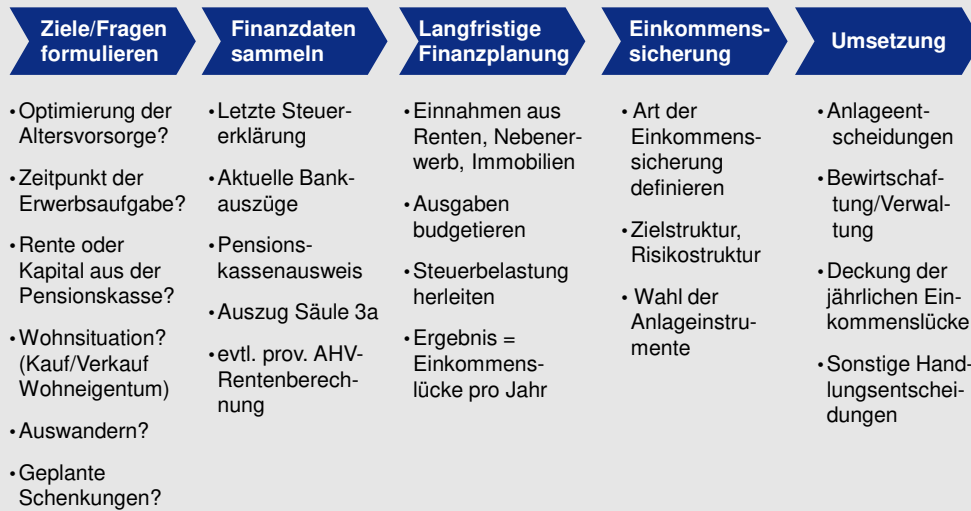 Ziele/Fragen
formulieren
• Optimierung der
Altersvorsorge?
• Zeitpunkt der
Erwerbsaufgabe?
• Rente oder
Kapital aus der
Pensionskasse?
• Wohnsituation?
(Kauf/Verkauf
Wohneigentum)
• Auswandern?
• Geplante
Schenkungen?
Finanzdaten
sammeln
• Letzte Steuer-
erklärung
• Aktuelle Bank-
auszüge
• Pensions-
kassenausweis
• Auszug Säule 3a
• evtl. prov. AHV-
Rentenberech-
nung
Langfristige
Finanzplanung
• Einnahmen aus
Renten, Nebener-
werb, Immobilien
• Ausgaben
budgetieren
• Steuerbelastung
herleiten
• Ergebnis =
Einkommens-
lücke pro Jahr
Einkommens-
sicherung
• Art der
Einkommens-
sicherung
definieren
• Zielstruktur,
Risikostruktur
• Wahl der
Anlageinstru-
mente
Umsetzung
• Anlageent-
scheidungen
• Bewirtschaf-
tung/Verwal-
tung
• Deckung der
jährlichen Ein-
kommenslücke
• Sonstige Hand-
lungsentschei-
dungen